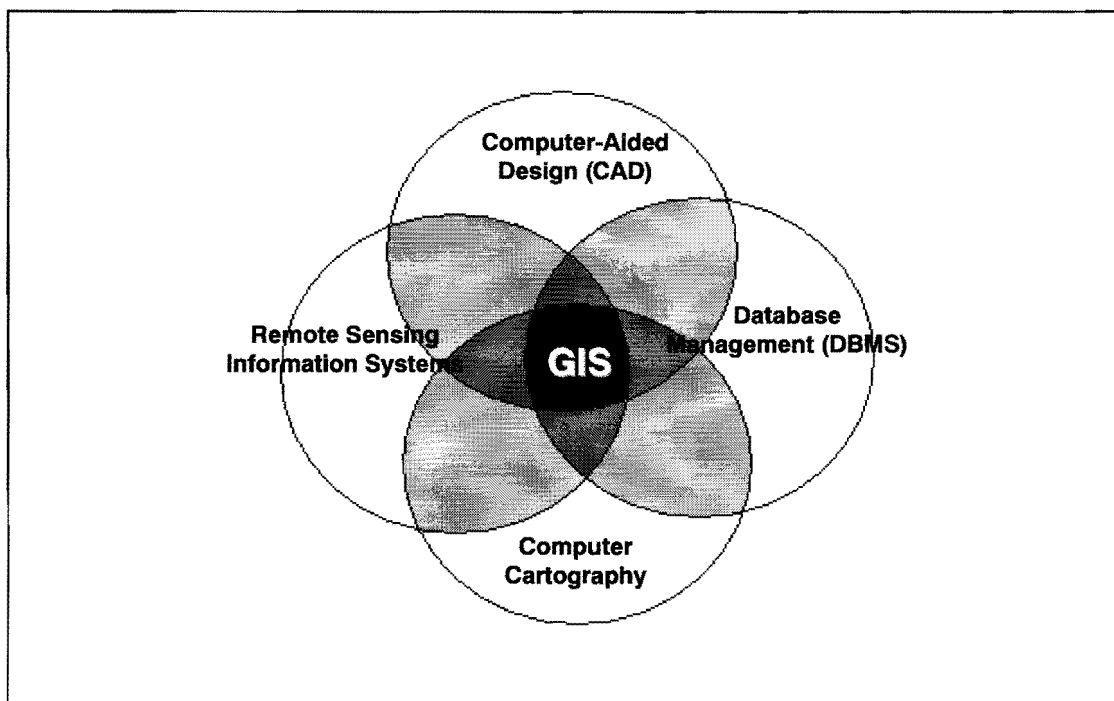 Computer-Aided
Design (CAD)
Remote Sensing
Information Systems
GIS
Database
Management (DBMS)
Computer
Cartography